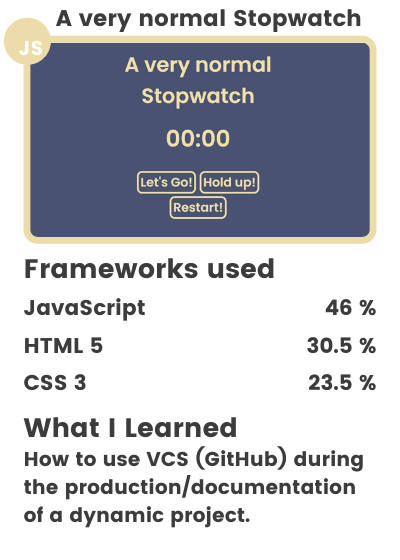 A very normal Stopwatch
JS
A very normal
Stopwatch
00:00
Let's Go! Hold up!
Restart!
Frameworks used
JavaScript 46 %
HTML 5 30.5 %
CSS 3 23.5 %
What I Learned
How to use VCS (GitHub) during
the production/documentation
of a dynamic project.